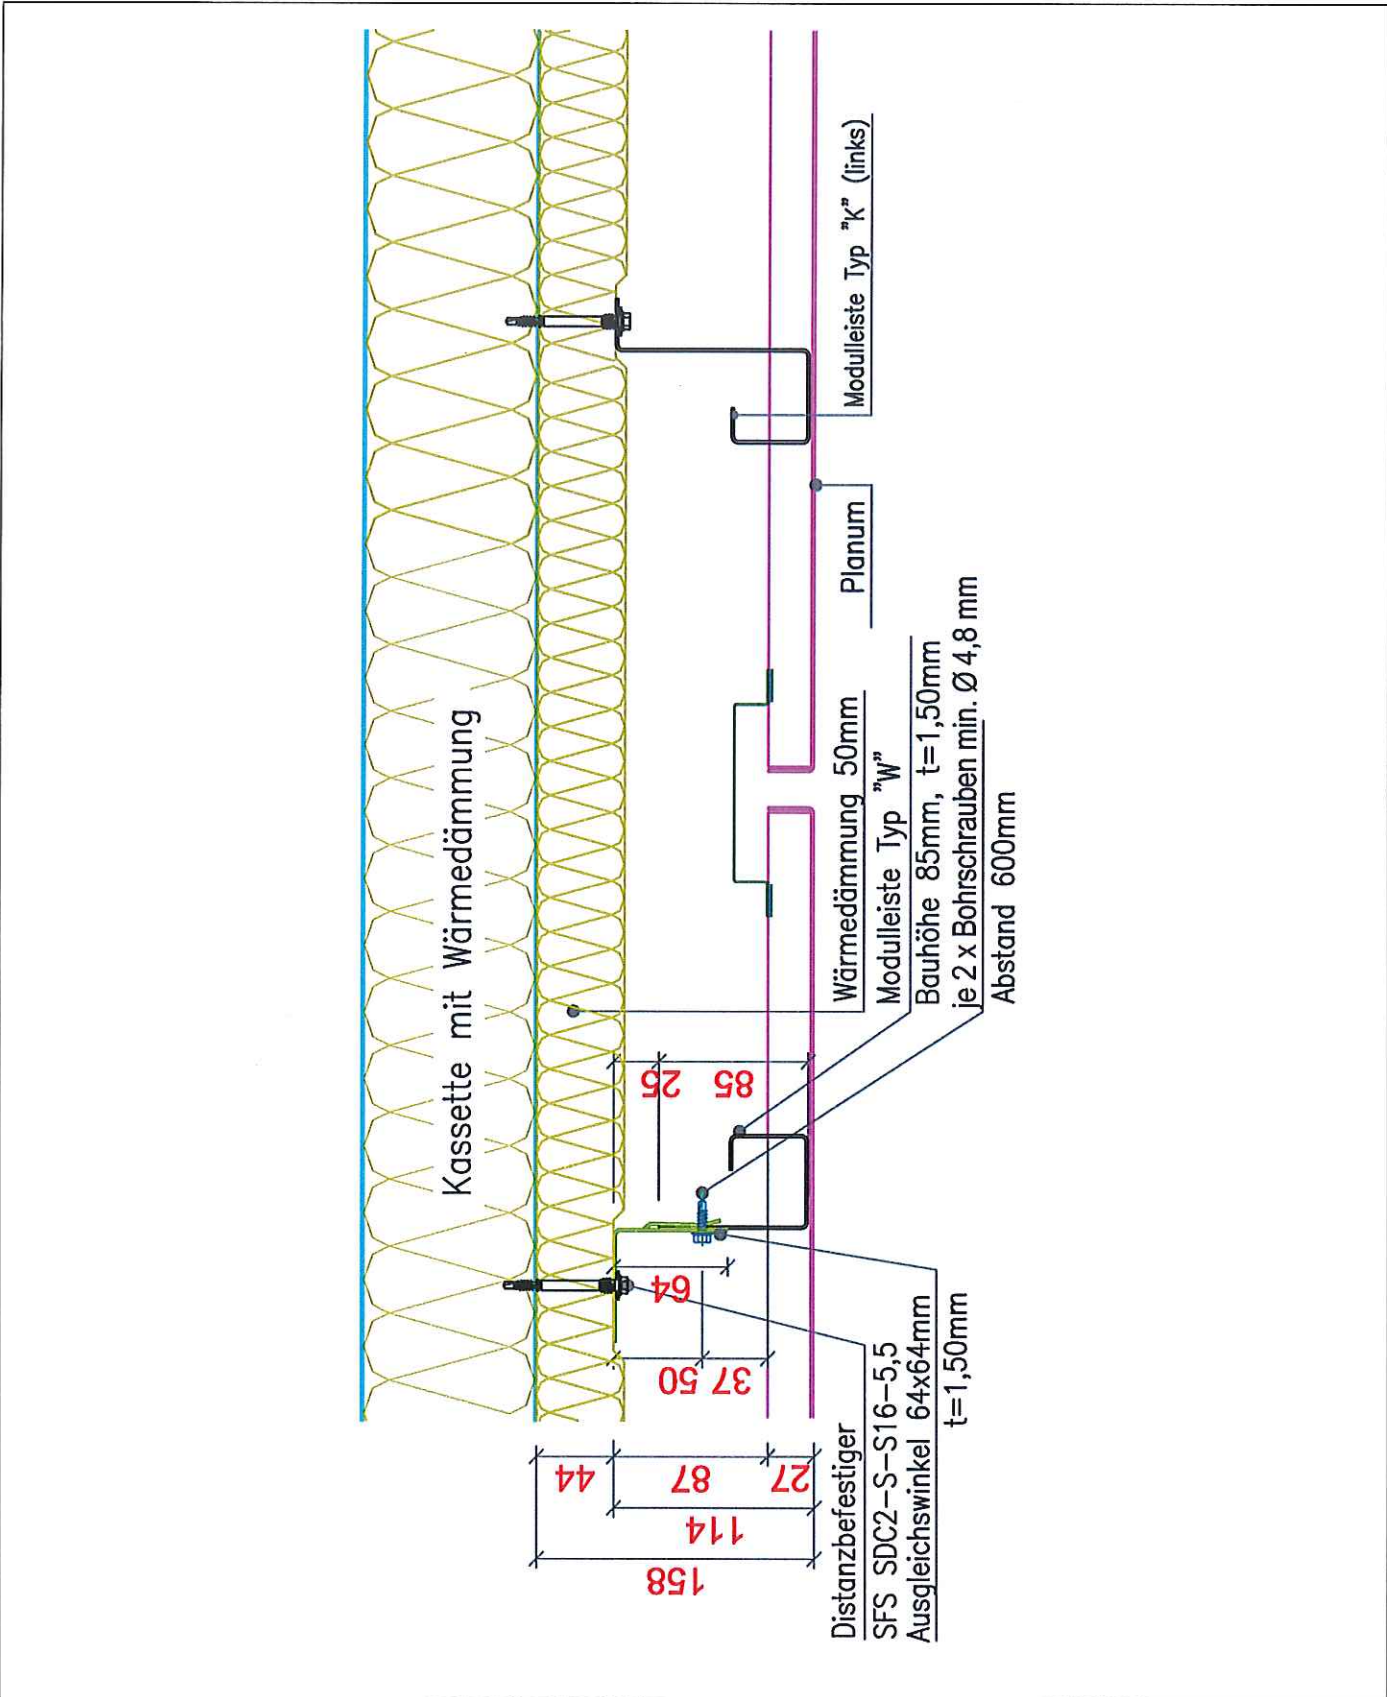 Kassette mit Wärmedämmung
Modulleiste Typ "K" (links)
Planum
Wärmedämmung 50mm
Modulleiste Typ "W"
Bauhöhe 85mm, t=1,50mm
je 2 x Bohrschrauben min. Ø 4,8 mm
Abstand 600mm
25
85
64
50
37
44
87
27
114
158
Distanzbefestiger
SFS SDC2-S-S16-5,5
Ausgleichswinkel 64x64mm
t=1,50mm